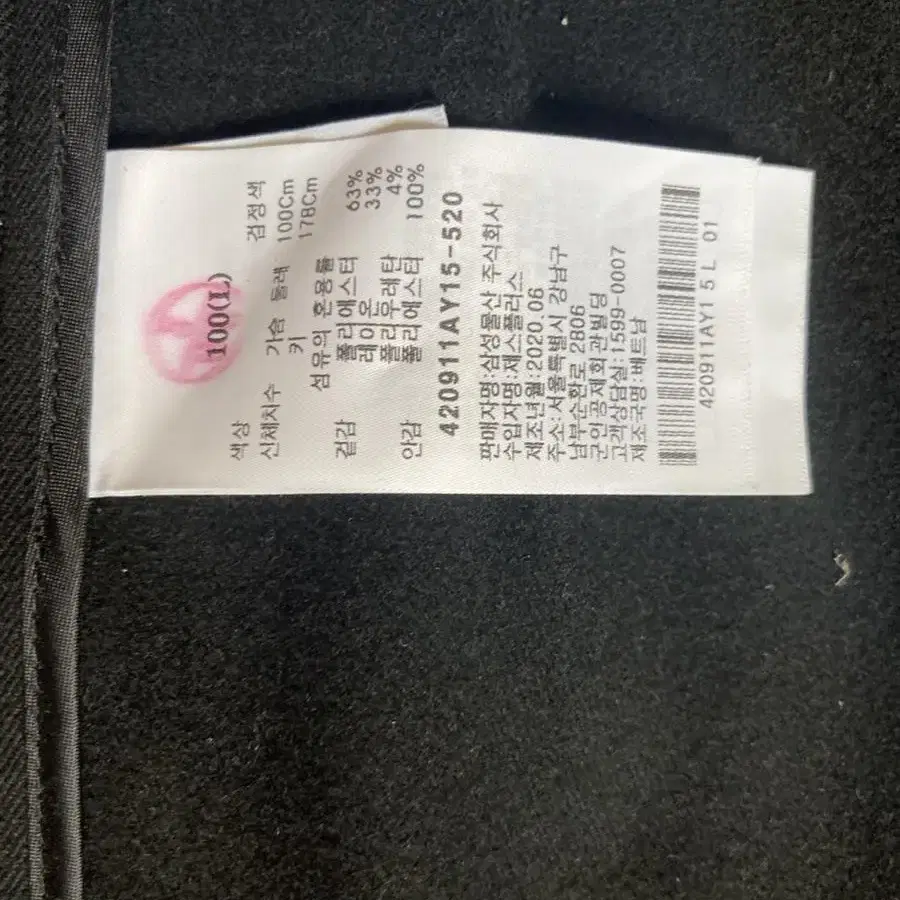 100(L)
색상 검정색
신체치수 가슴 둘레 100Cm
키 178Cm
섬유의 혼용률
겉감 폴리에스터 63%
레이온 33%
폴리우레탄 4%
안감 폴리에스터 100%
420911AY15-520
판매자명:삼성물산 주식회사
수입자명:제스플러스
제조년월:2020.06
주소:서울특별시 강남구
남부순환로 2806
군인공제회관빌딩
고객상담실:1599-0007
제조국명:베트남
420911AY1 5 L 01